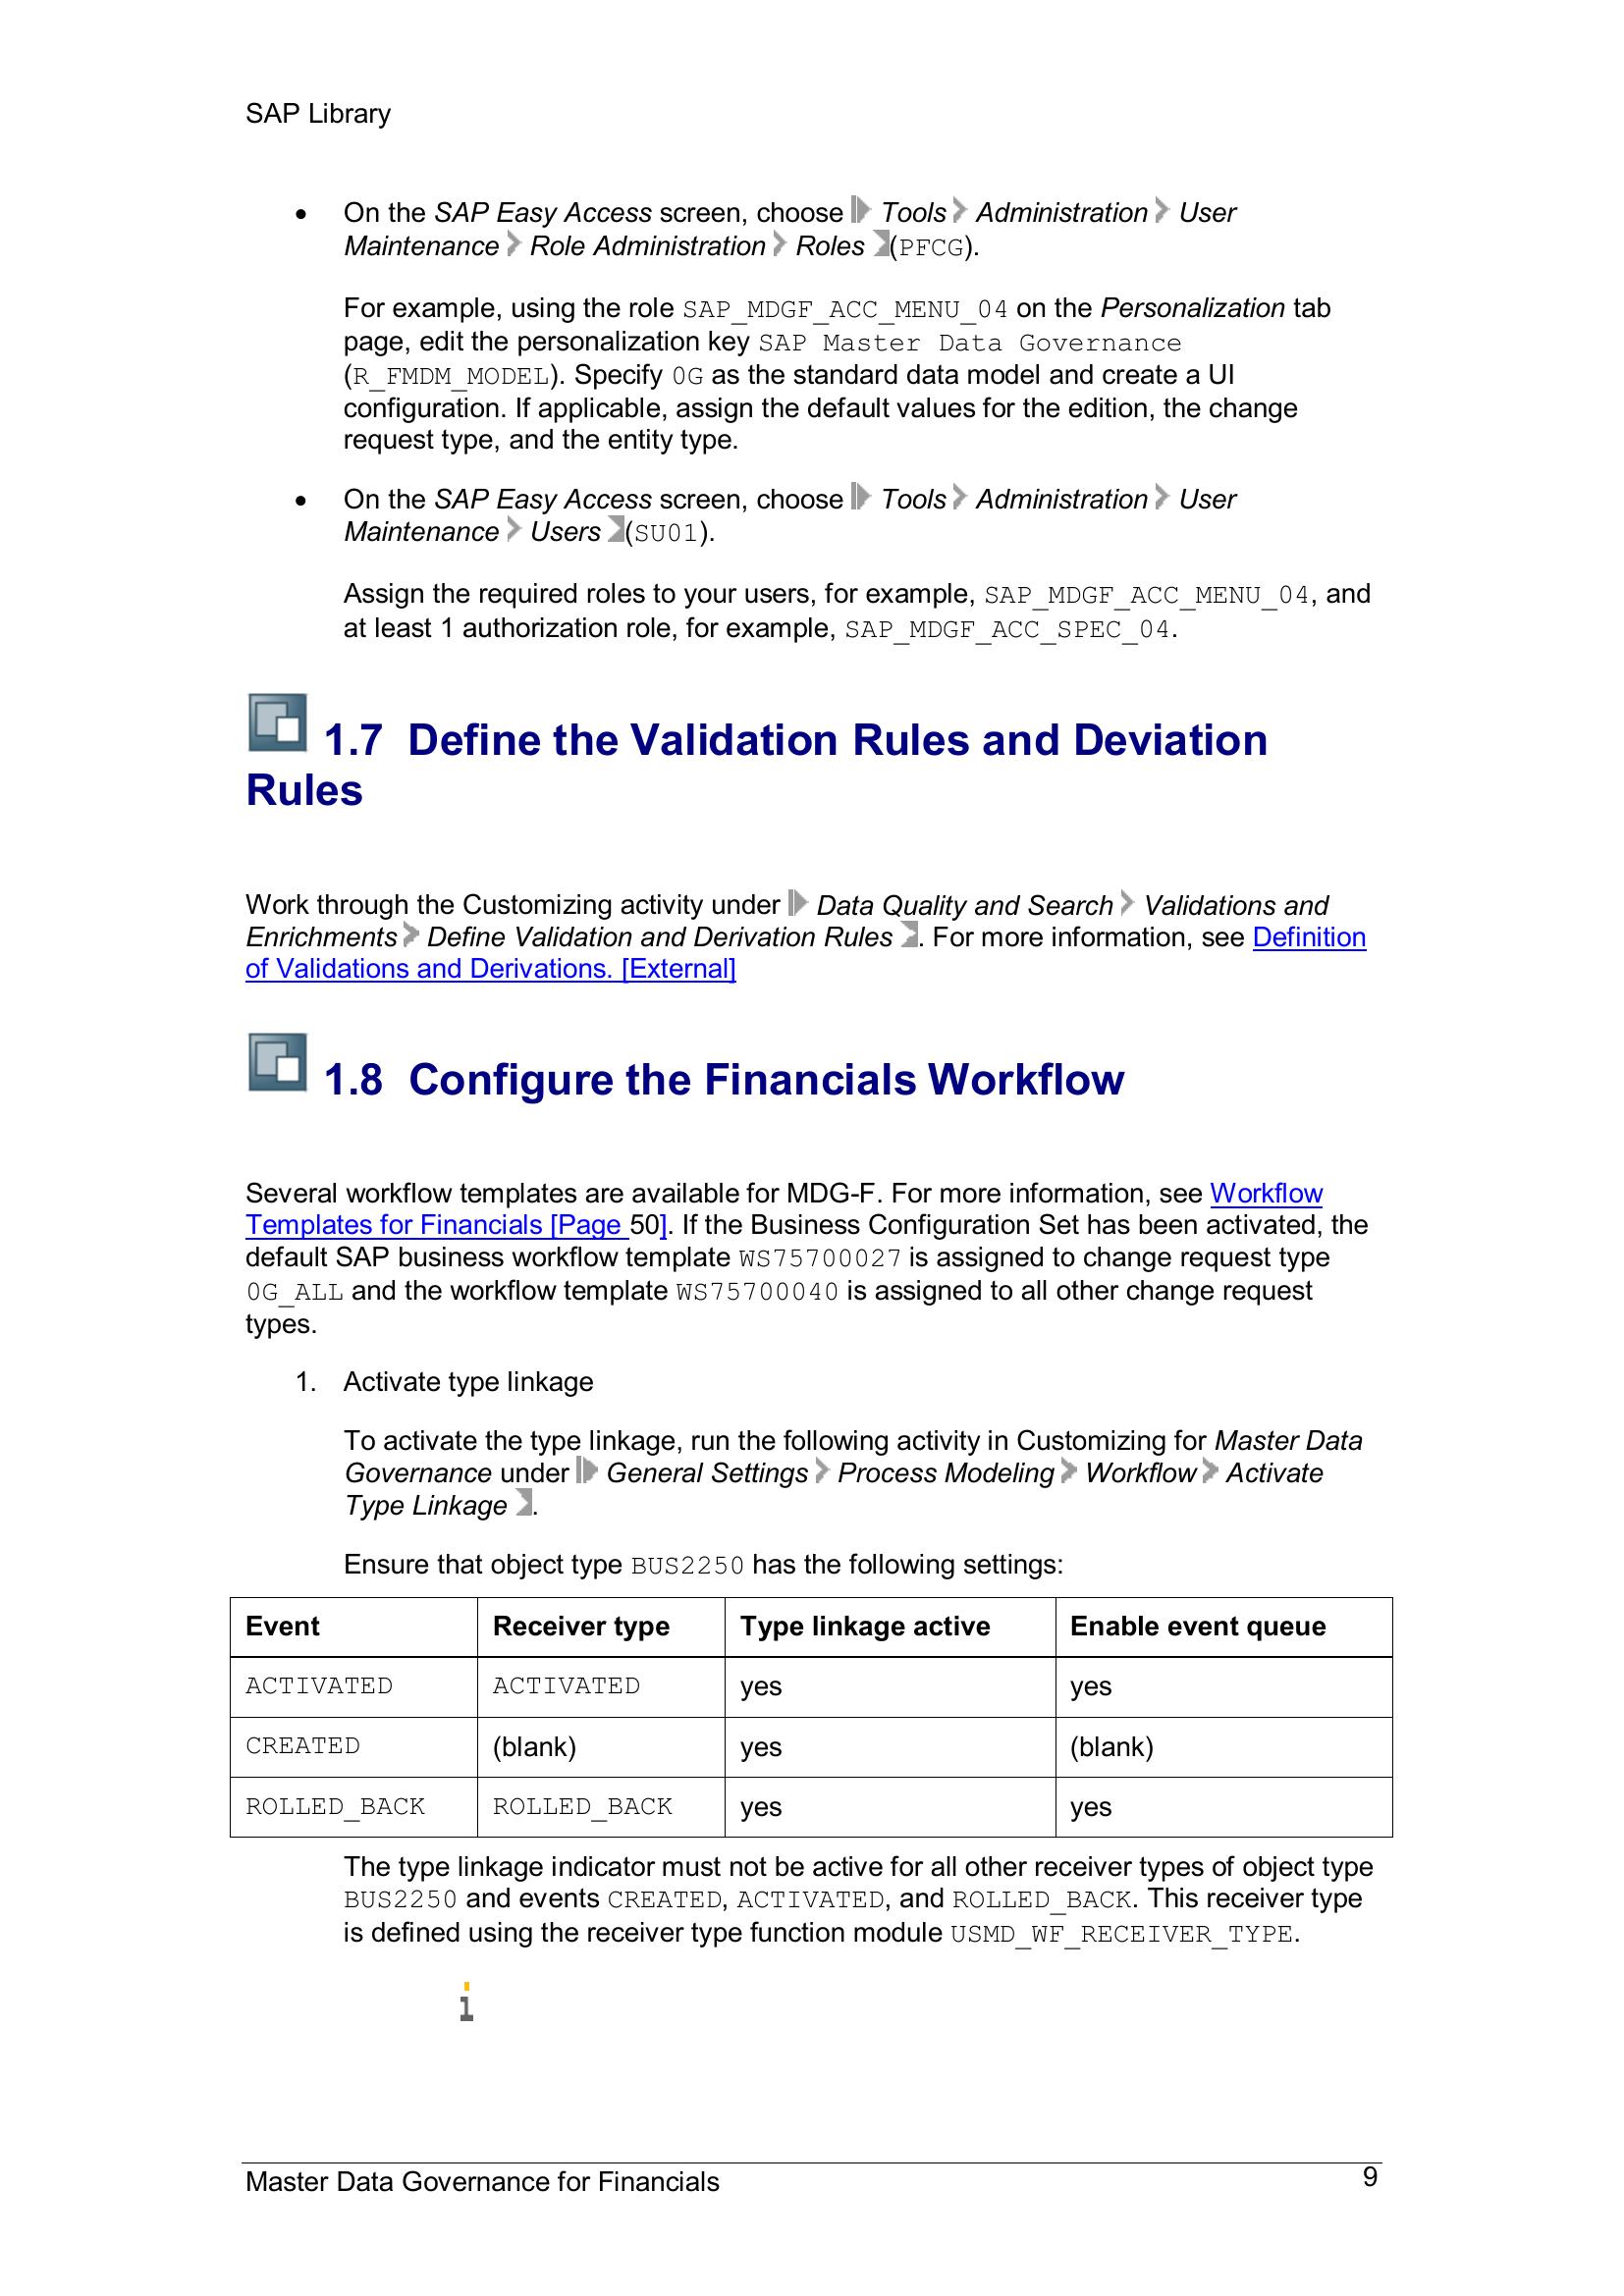 SAP Library
• On the SAP Easy Access screen, choose Tools Administration User
Maintenance Role Administration Roles (PFCG).
For example, using the role SAP_MDGF_ACC_MENU_04 on the Personalization tab
page, edit the personalization key SAP Master Data Governance
(R_FMDM_MODEL). Specify 0G as the standard data model and create a UI
configuration. If applicable, assign the default values for the edition, the change
request type, and the entity type.
• On the SAP Easy Access screen, choose Tools Administration User
Maintenance Users (SU01).
Assign the required roles to your users, for example, SAP_MDGF_ACC_MENU_04, and
at least 1 authorization role, for example, SAP_MDGF_ACC_SPEC_04.
1.7 Define the Validation Rules and Deviation
Rules
Work through the Customizing activity under Data Quality and Search Validations and
Enrichments Define Validation and Derivation Rules . For more information, see Definition
of Validations and Derivations. [External]
1.8 Configure the Financials Workflow
Several workflow templates are available for MDG-F. For more information, see Workflow
Templates for Financials [Page 50]. If the Business Configuration Set has been activated, the
default SAP business workflow template WS75700027 is assigned to change request type
0G_ALL and the workflow template WS75700040 is assigned to all other change request
types.
1. Activate type linkage
To activate the type linkage, run the following activity in Customizing for Master Data
Governance under General Settings Process Modeling Workflow Activate
Type Linkage .
Ensure that object type BUS2250 has the following settings:
Event Receiver type Type linkage active Enable event queue
ACTIVATED ACTIVATED yes yes
CREATED (blank) yes (blank)
ROLLED_BACK ROLLED_BACK yes yes
The type linkage indicator must not be active for all other receiver types of object type
BUS2250 and events CREATED, ACTIVATED, and ROLLED_BACK. This receiver type
is defined using the receiver type function module USMD_WF_RECEIVER_TYPE.
Master Data Governance for Financials 9